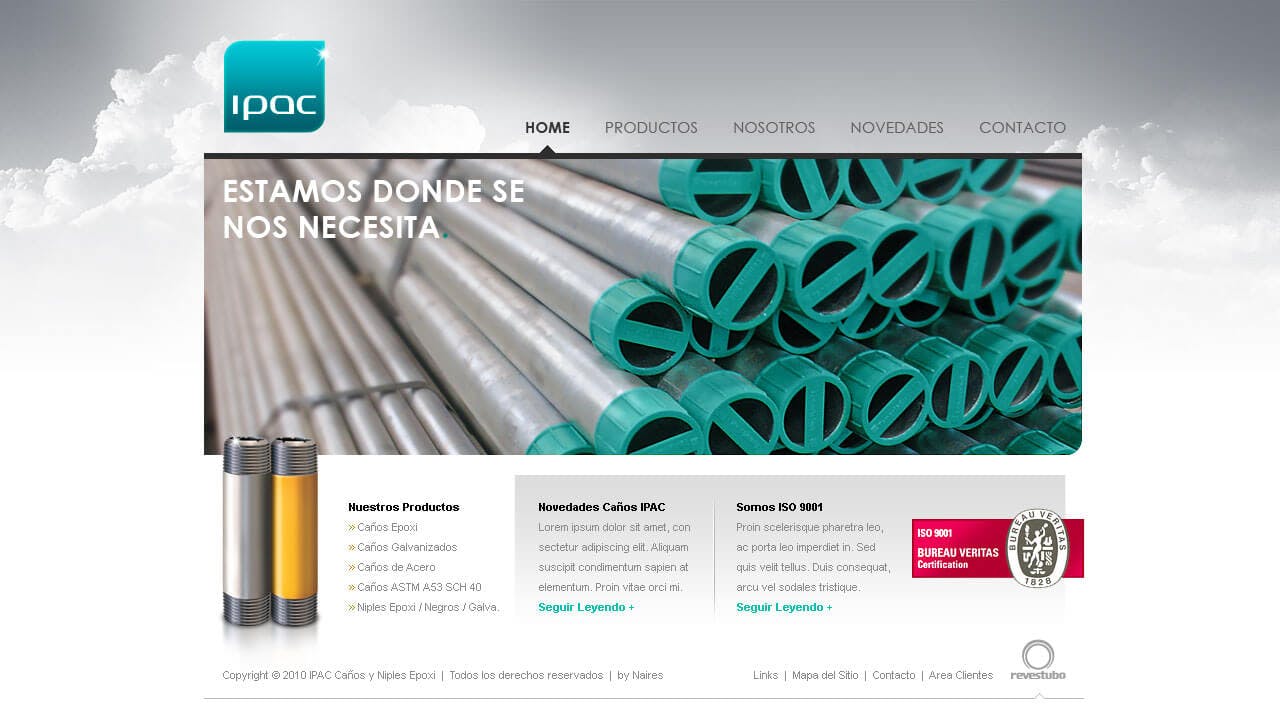 ipac
HOME PRODUCTOS NOSOTROS NOVEDADES CONTACTO
ESTAMOS DONDE SE
NOS NECESITA.
Nuestros Productos
» Caños Epoxi
» Caños Galvanizados
» Caños de Acero
» Caños ASTM A53 SCH 40
» Niples Epoxi / Negros / Galva.
Novedades Caños IPAC
Lorem ipsum dolor sit amet, con
sectetur adipiscing elit. Aliquam
suscipit condimentum sapien at
elementum. Proin vitae orci mi.
Seguir Leyendo +
Somos ISO 9001
Proin scelerisque pharetra leo,
ac porta leo imperdiet in. Sed
quis velit tellus. Duis consequat,
arcu vel sodales tristique.
Seguir Leyendo +
ISO 9001
BUREAU VERITAS
Certification
BUREAU VERITAS
1828
Copyright © 2010 IPAC Caños y Niples Epoxi | Todos los derechos reservados | by Naires
Links | Mapa del Sitio | Contacto | Area Clientes
revestubo